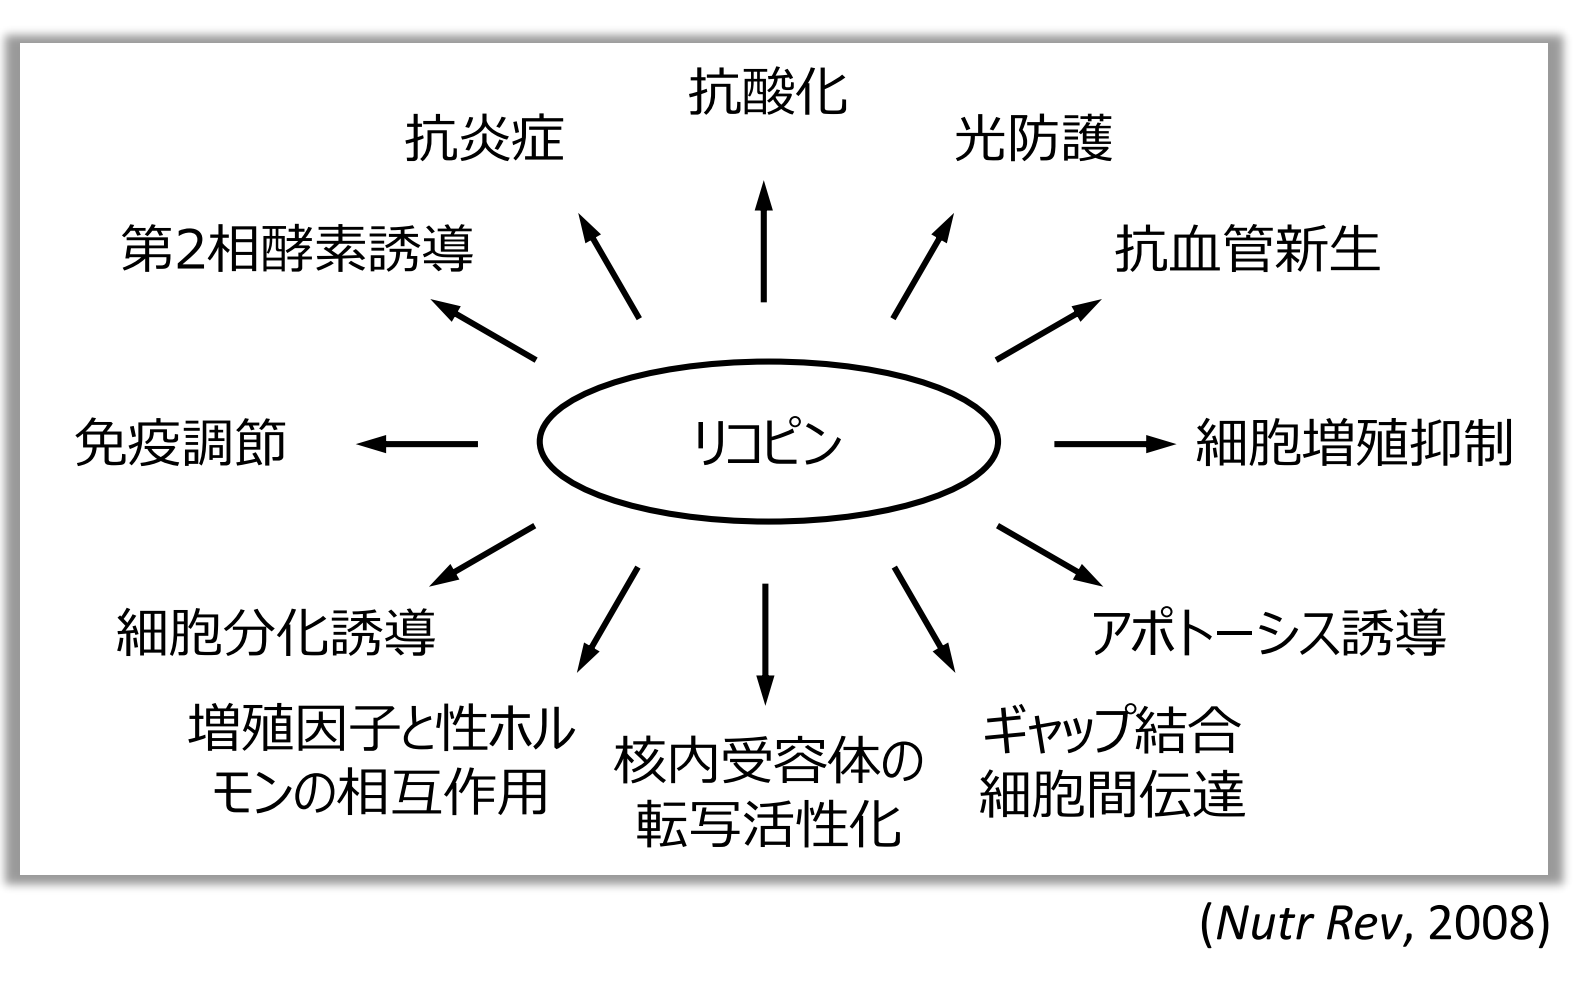 抗酸化
抗炎症
光防護
第2相酵素誘導
抗血管新生
免疫調節
リコピン
細胞増殖抑制
細胞分化誘導
アポトーシス誘導
増殖因子と性ホル
モンの相互作用
核内受容体の
転写活性化
ギャップ結合
細胞間伝達
(Nutr Rev, 2008)